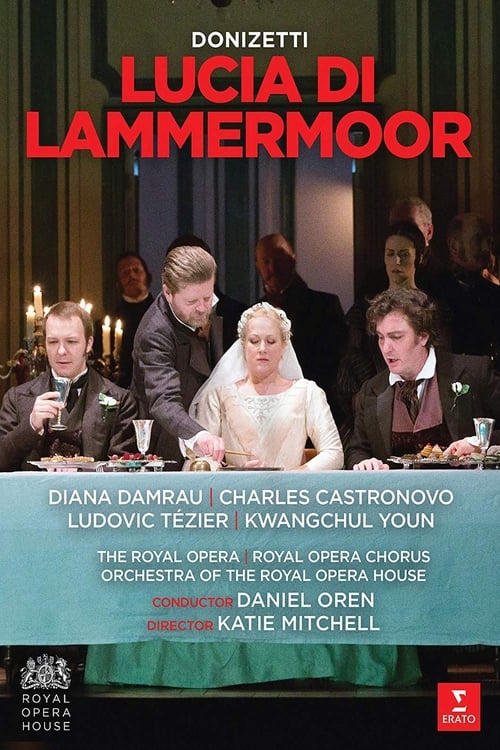 DONIZETTI
LUCIA DI
LAMMERMOOR
DIANA DAMRAU | CHARLES CASTRONOVO
LUDOVIC TÉZIER | KWANGCHUL YOUN
THE ROYAL OPERA | ROYAL OPERA CHORUS
ORCHESTRA OF THE ROYAL OPERA HOUSE
CONDUCTOR DANIEL OREN
DIRECTOR KATIE MITCHELL
ROYAL
OPERA
HOUSE
ERATO